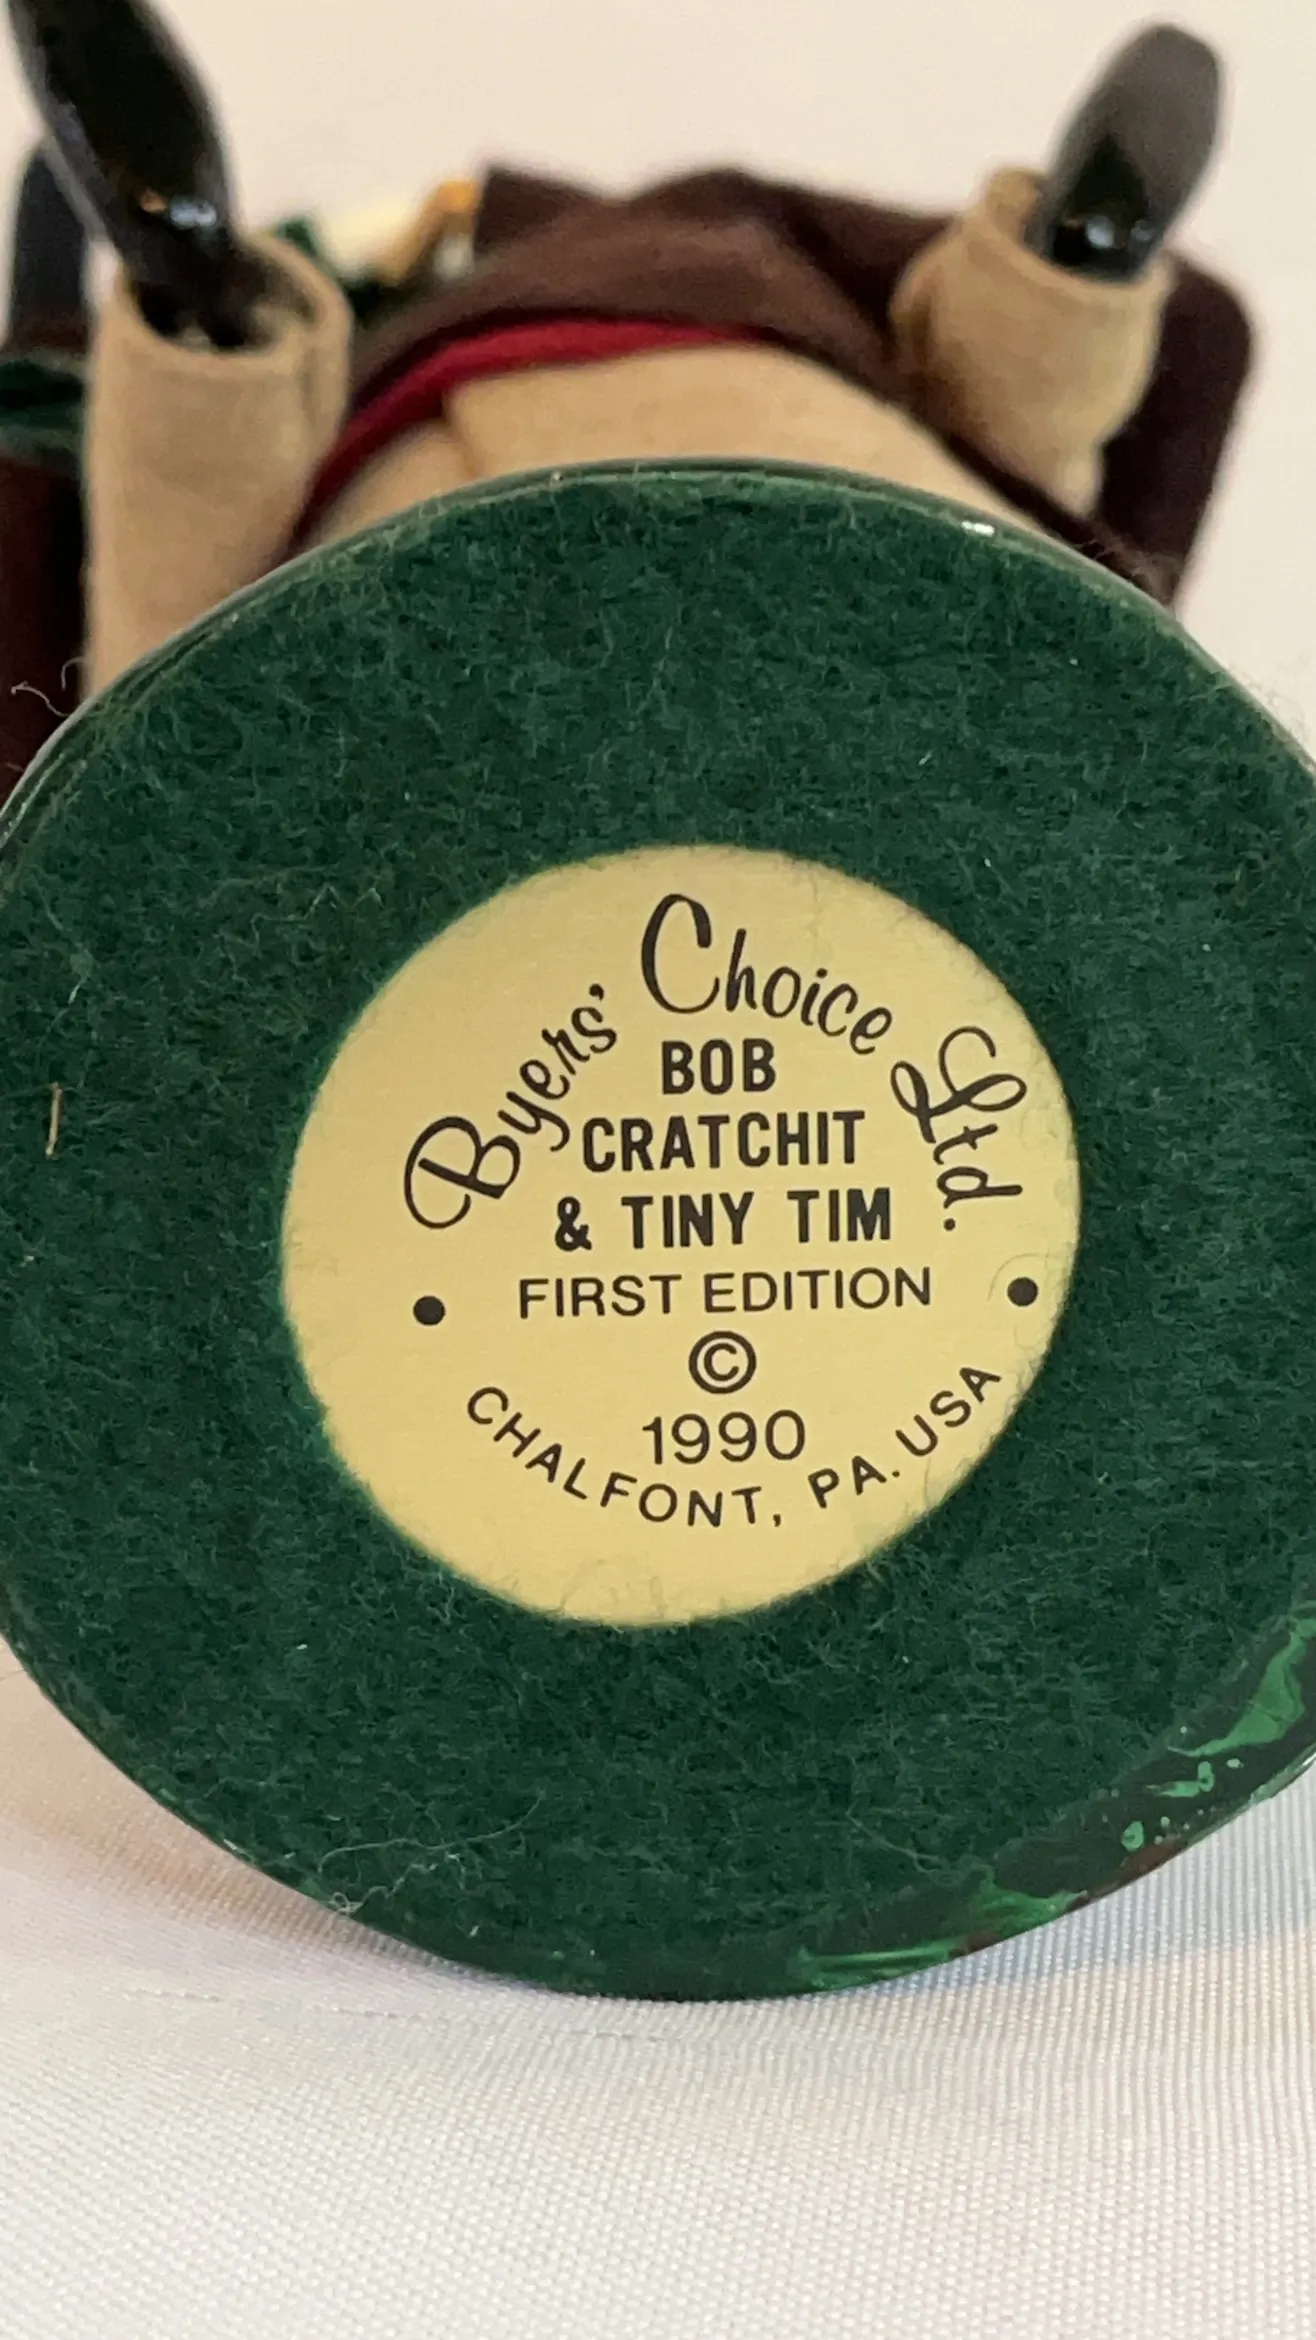 Byers' Choice Ltd.
BOB
CRATCHIT
& TINY TIM
• FIRST EDITION •
©
1990
CHALFONT, PA. USA